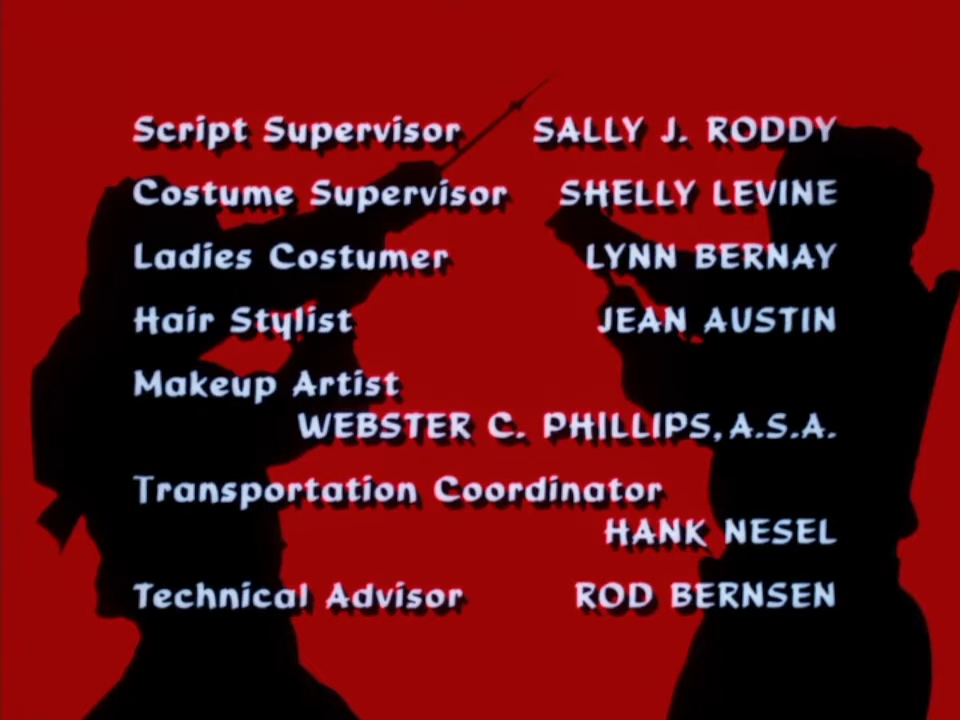 Script Supervisor SALLY J. RODDY
Costume Supervisor SHELLY LEVINE
Ladies Costumer LYNN BERNAY
Hair Stylist JEAN AUSTIN
Makeup Artist
WEBSTER C. PHILLIPS, A.S.A.
Transportation Coordinator
HANK NESEL
Technical Advisor ROD BERNSEN